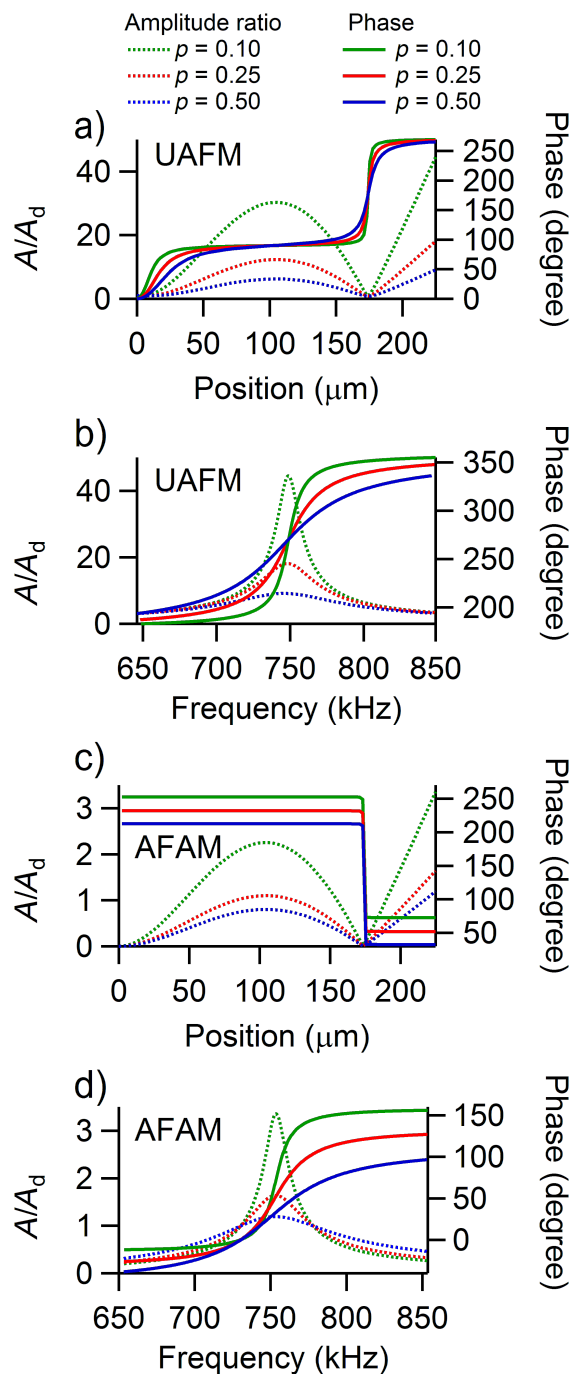 Amplitude ratio Phase
p = 0.10 p = 0.10
p = 0.25 p = 0.25
p = 0.50 p = 0.50
a)
UAFM
A/Ad
40
20
0
Phase (degree)
250
200
150
100
50
0
0 50 100 150 200
Position (μm)
b)
UAFM
A/Ad
40
20
0
Phase (degree)
350
300
250
200
650 700 750 800 850
Frequency (kHz)
c)
AFAM
A/Ad
3
2
1
0
Phase (degree)
250
200
150
100
50
0 50 100 150 200
Position (μm)
d)
AFAM
A/Ad
3
2
1
0
Phase (degree)
150
100
50
0
650 700 750 800 850
Frequency (kHz)